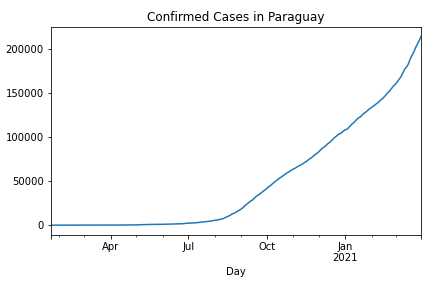 Confirmed Cases in Paraguay
200000
150000
100000
50000
0
Apr
Jul
Oct
Jan
2021
Day